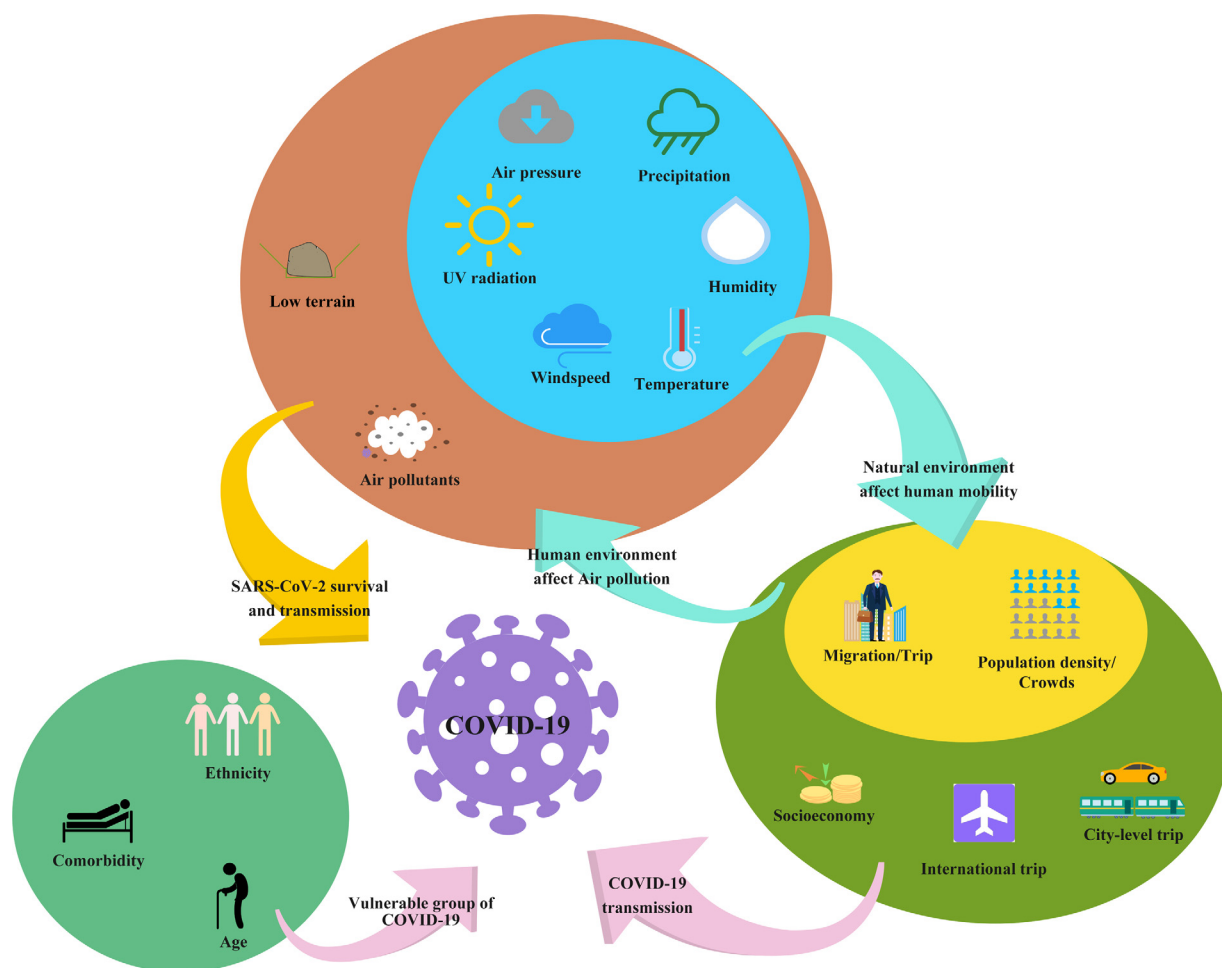 Air pressure
Precipitation
UV radiation
Humidity
Low terrain
Windspeed
Temperature
Air pollutants
Natural environment
affect human mobility
Human environment
affect Air pollution
SARS-CoV-2 survival
and transmission
Migration/Trip
Population density/
Crowds
COVID-19
Ethnicity
Socioeconomy
City-level trip
Comorbidity
International trip
COVID-19
transmission
Vulnerable group of
COVID-19
Age